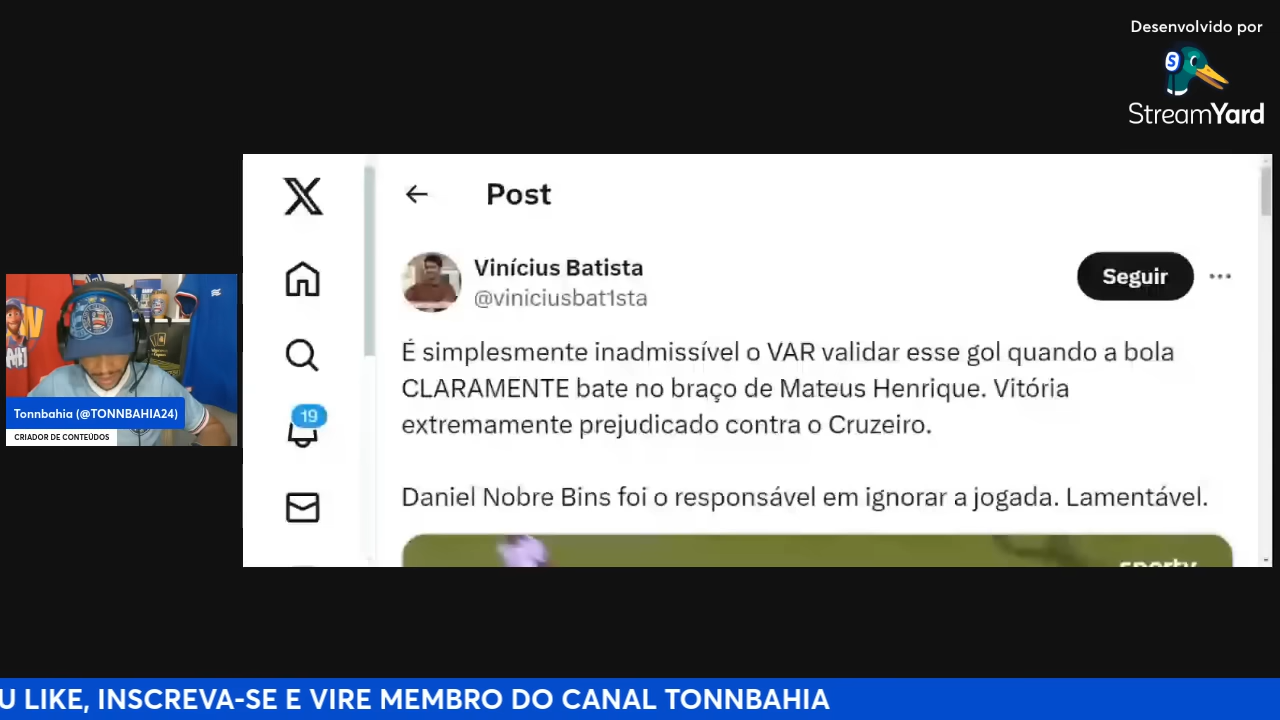 Desenvolvido por
StreamYard
Post
Vinícius Batista
@viniciusbat1sta
Seguir
É simplesmente inadmissível o VAR validar esse gol quando a bola
CLARAMENTE bate no braço de Mateus Henrique. Vitória
extremamente prejudicado contra o Cruzeiro.
Daniel Nobre Bins foi o responsável em ignorar a jogada. Lamentável.
19
Tonnbahia (@TONNBAHIA24)
CRIADOR DE CONTEÚDOS
U LIKE, INSCREVA-SE E VIRE MEMBRO DO CANAL TONNBAHIA